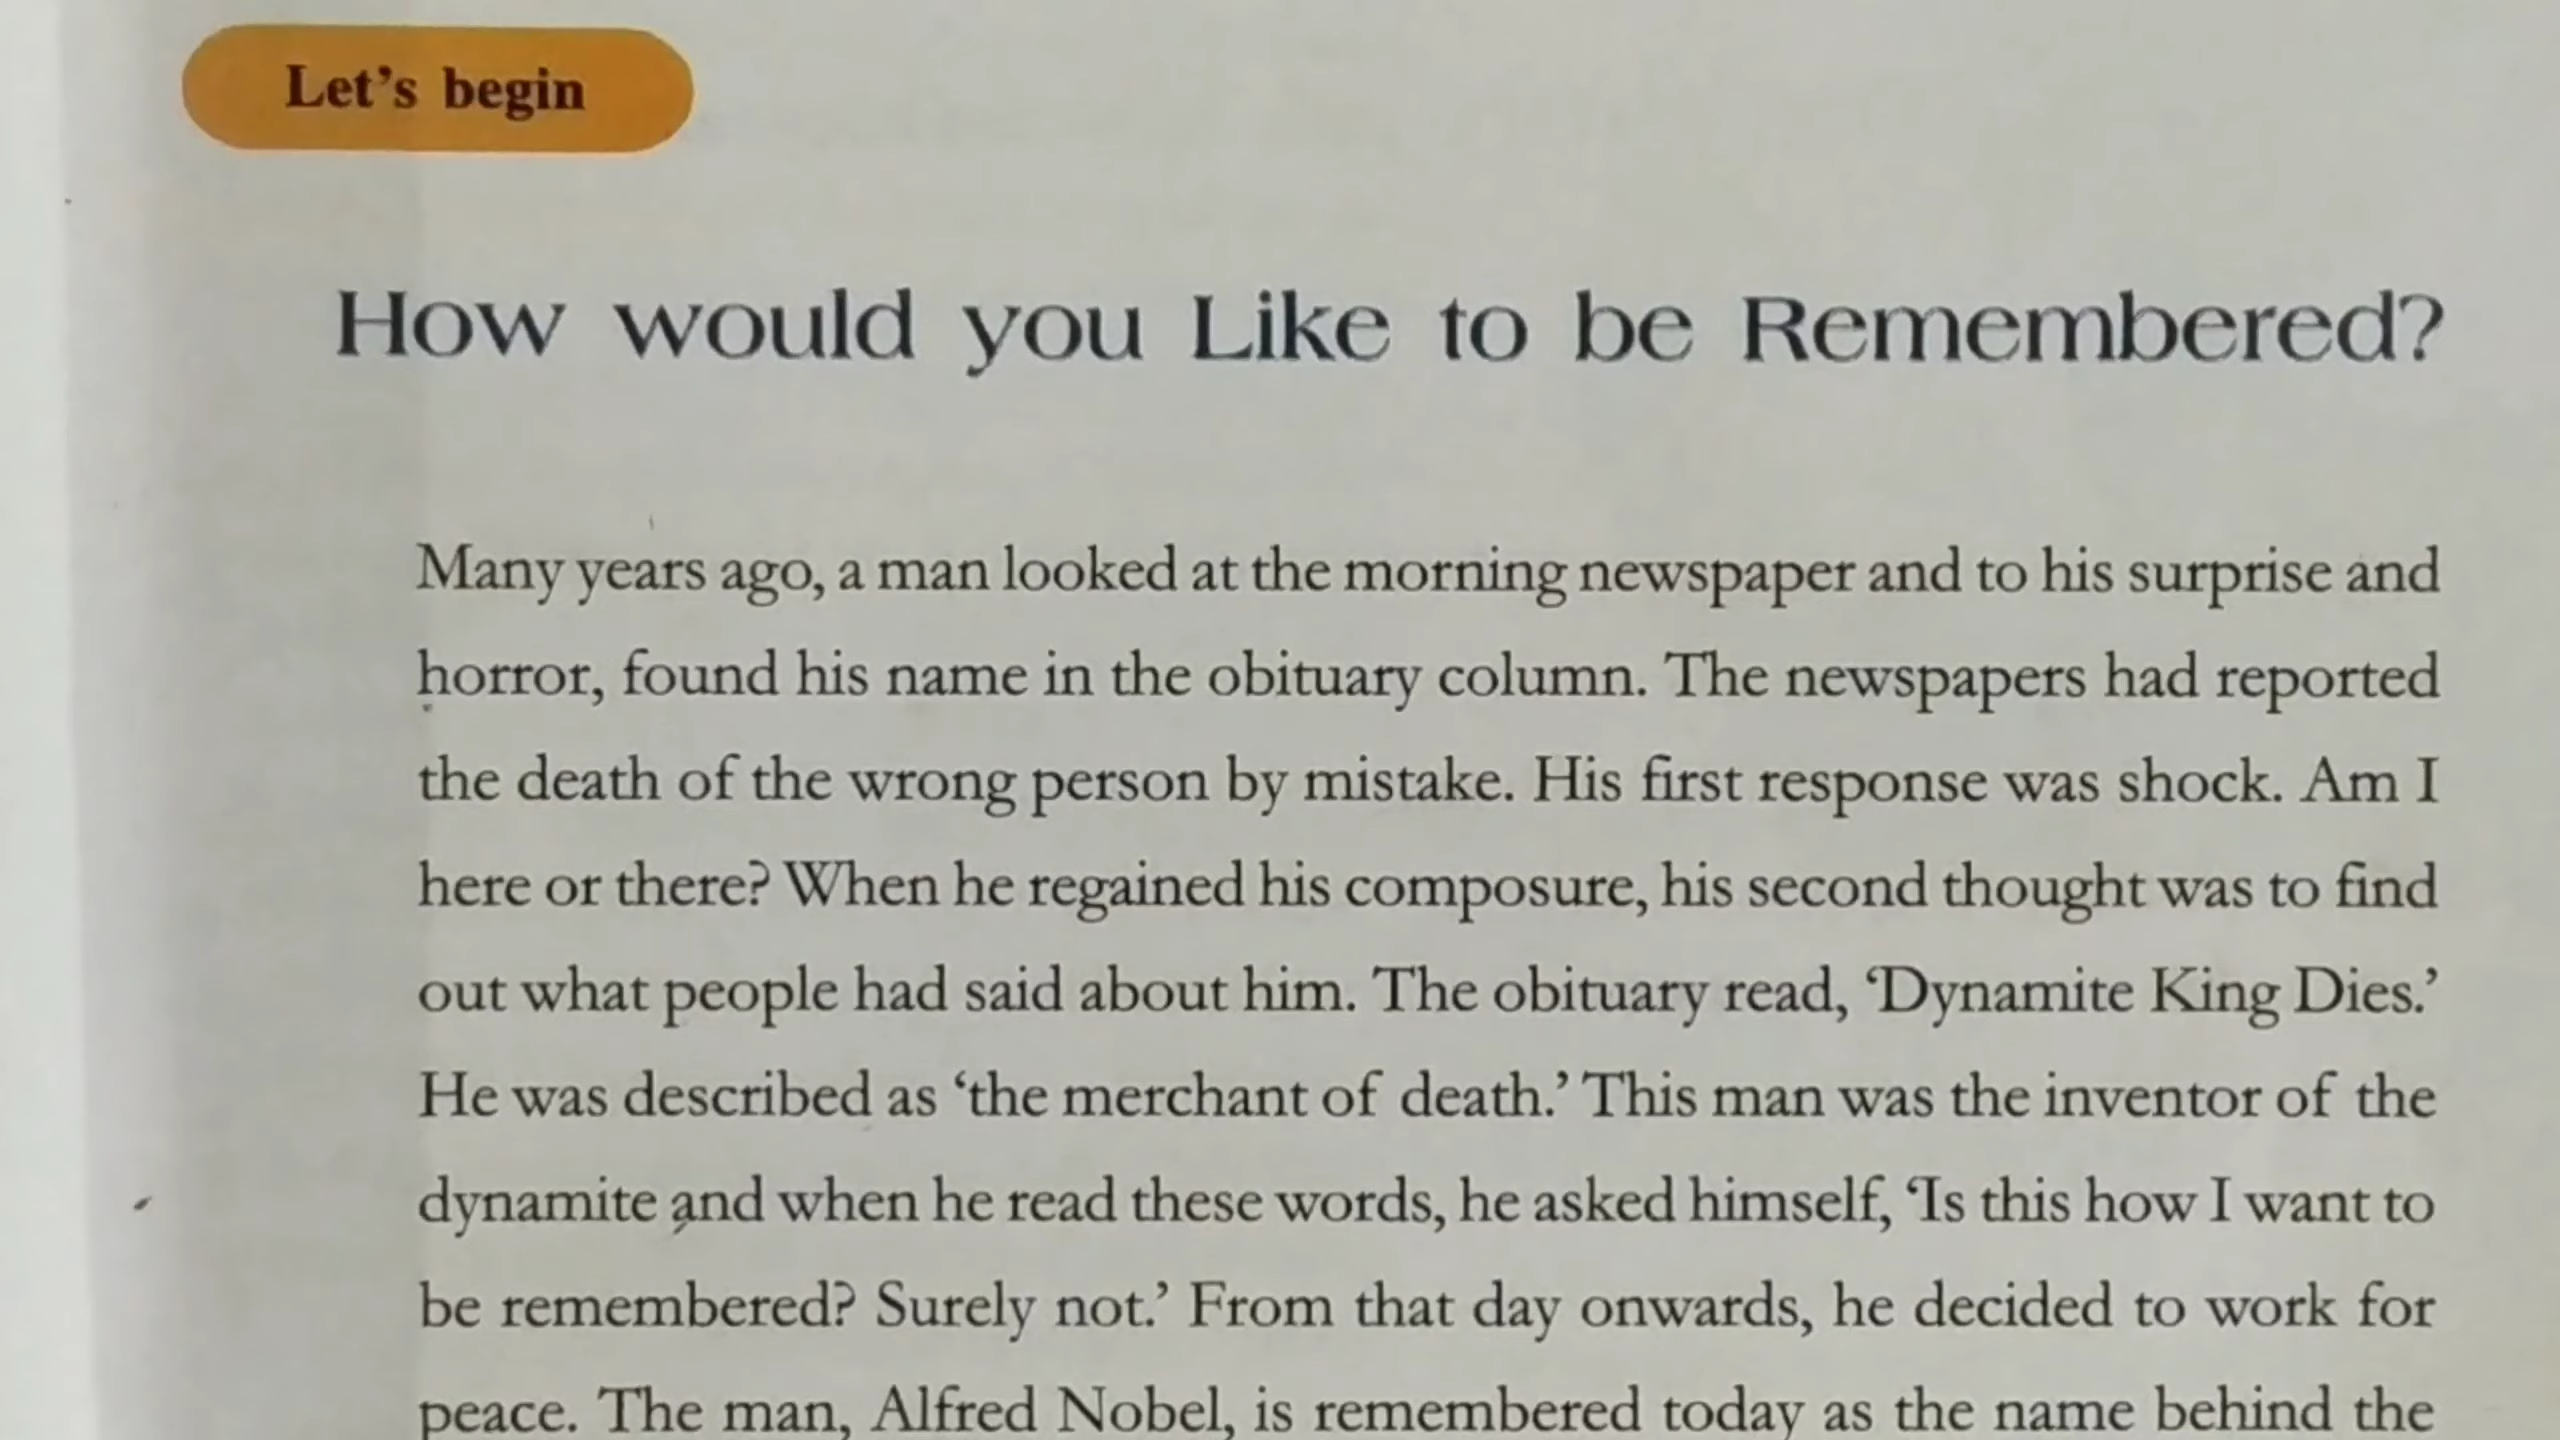 Let’s begin
How would you Like to be Remembered?
Many years ago, a man looked at the morning newspaper and to his surprise and
horror, found his name in the obituary column. The newspapers had reported
the death of the wrong person by mistake. His first response was shock. Am I
here or there? When he regained his composure, his second thought was to find
out what people had said about him. The obituary read, ‘Dynamite King Dies.’
He was described as ‘the merchant of death.’ This man was the inventor of the
dynamite and when he read these words, he asked himself, ‘Is this how I want to
be remembered? Surely not.’ From that day onwards, he decided to work for
peace. The man, Alfred Nobel, is remembered today as the name behind the